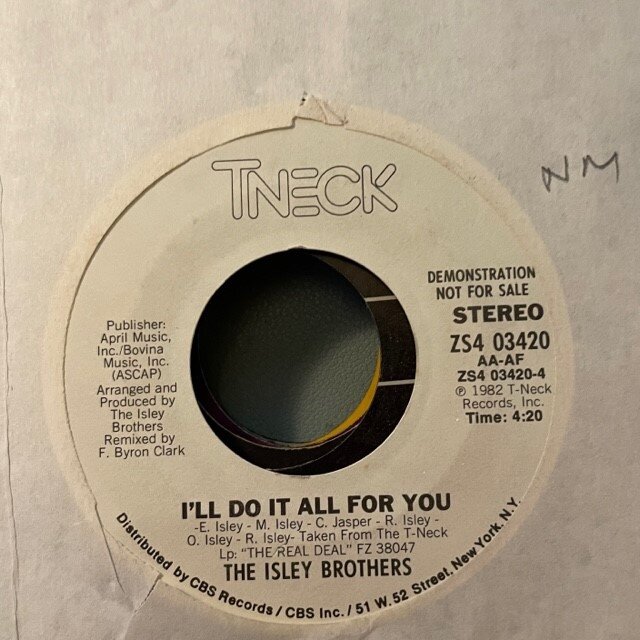 TNECK
NM
DEMONSTRATION
NOT FOR SALE
STEREO
ZS4 03420
AA-AF
ZS4 03420-4
℗ 1982 T-Neck
Records, Inc.
Time: 4:20
Publisher:
April Music,
Inc./Bovina
Music, Inc.
(ASCAP)
Arranged and
Produced by
The Isley
Brothers
Remixed by
F. Byron Clark
I'LL DO IT ALL FOR YOU
-E. Isley - M. Isley - C. Jasper - R. Isley -
O. Isley - R. Isley- Taken From The T-Neck
Lp: "THE REAL DEAL" FZ 38047
THE ISLEY BROTHERS
Distributed by CBS Records / CBS Inc. / 51 W. 52 Street, New York, N.Y.